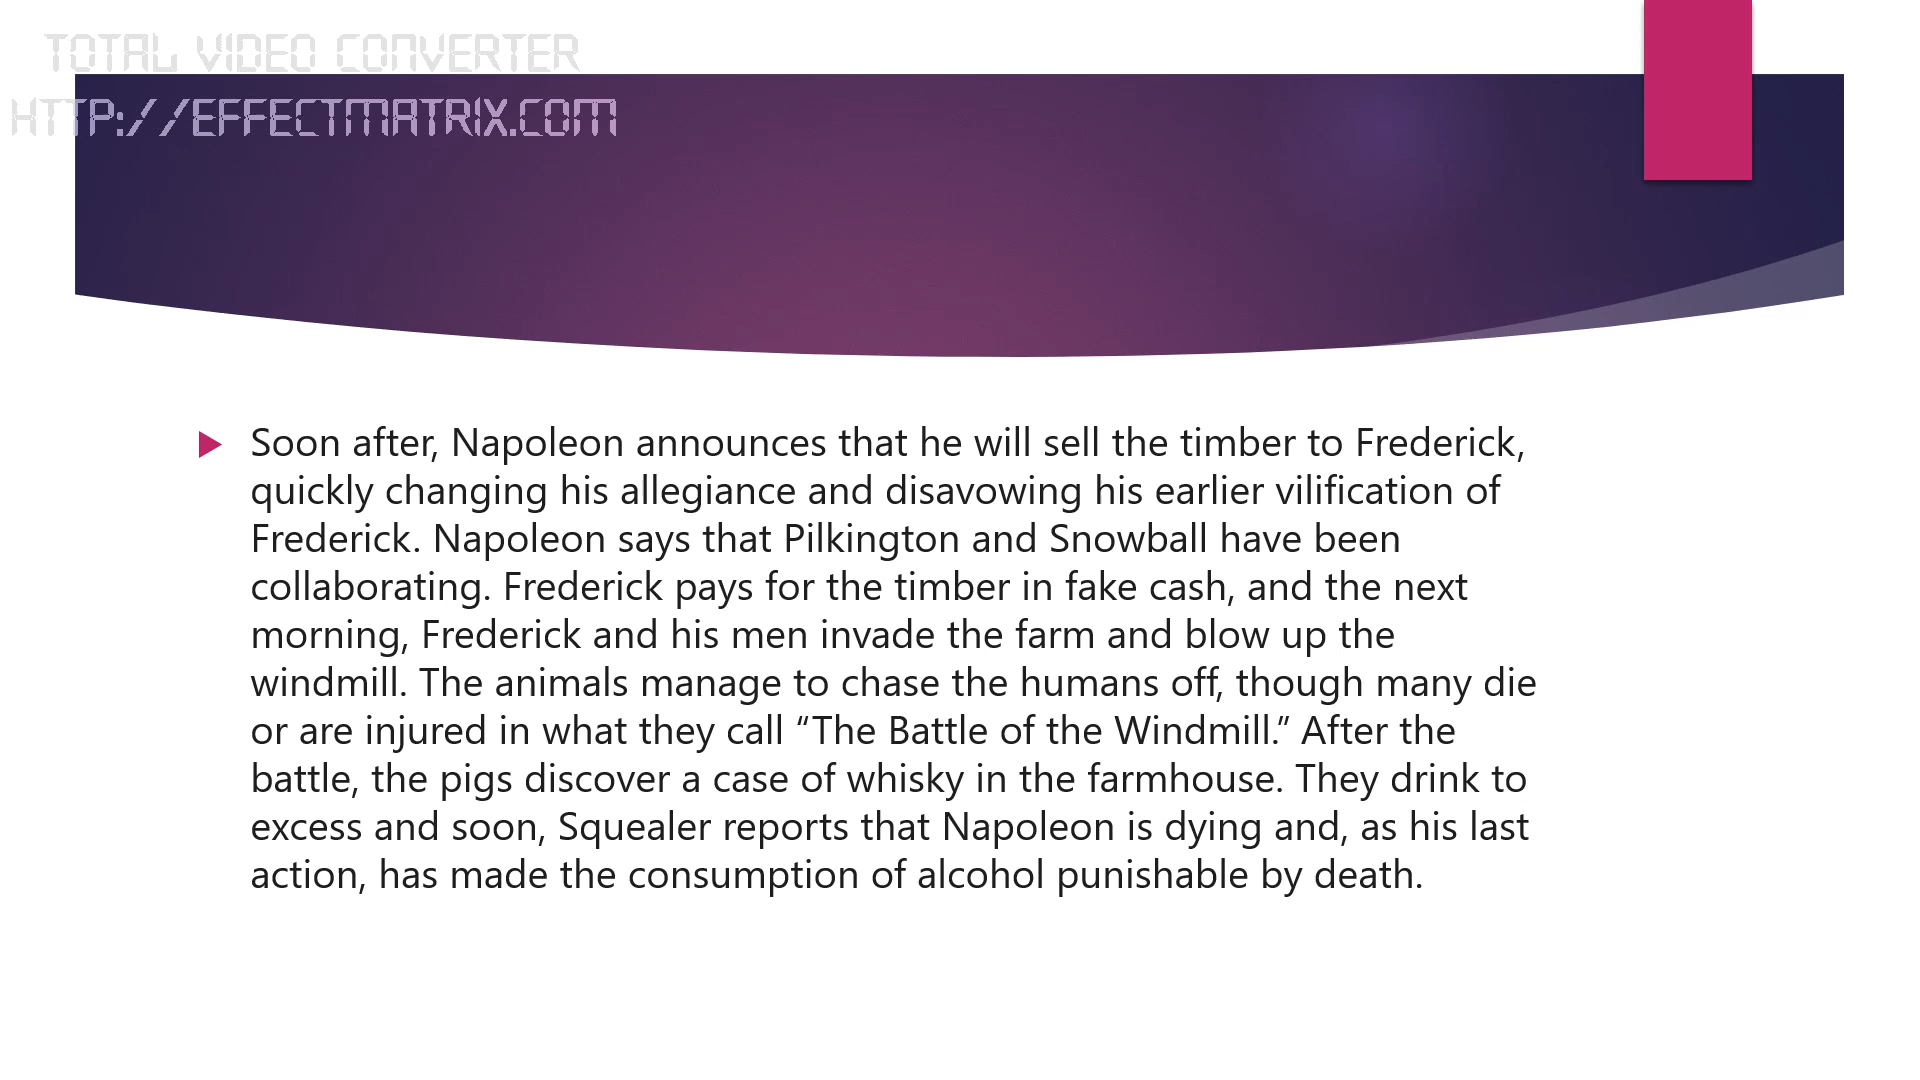 TOTAL VIDEO CONVERTER
HTTP://EFFECTMATRIX.COM
Soon after, Napoleon announces that he will sell the timber to Frederick,
quickly changing his allegiance and disavowing his earlier vilification of
Frederick. Napoleon says that Pilkington and Snowball have been
collaborating. Frederick pays for the timber in fake cash, and the next
morning, Frederick and his men invade the farm and blow up the
windmill. The animals manage to chase the humans off, though many die
or are injured in what they call “The Battle of the Windmill.” After the
battle, the pigs discover a case of whisky in the farmhouse. They drink to
excess and soon, Squealer reports that Napoleon is dying and, as his last
action, has made the consumption of alcohol punishable by death.